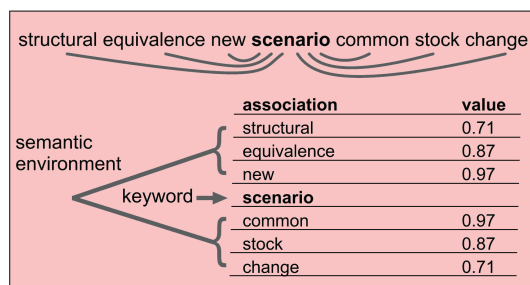 structural equivalence new scenario common stock change
association value
structural 0.71
semantic
environment
equivalence 0.87
new 0.97
keyword scenario
common 0.97
stock 0.87
change 0.71